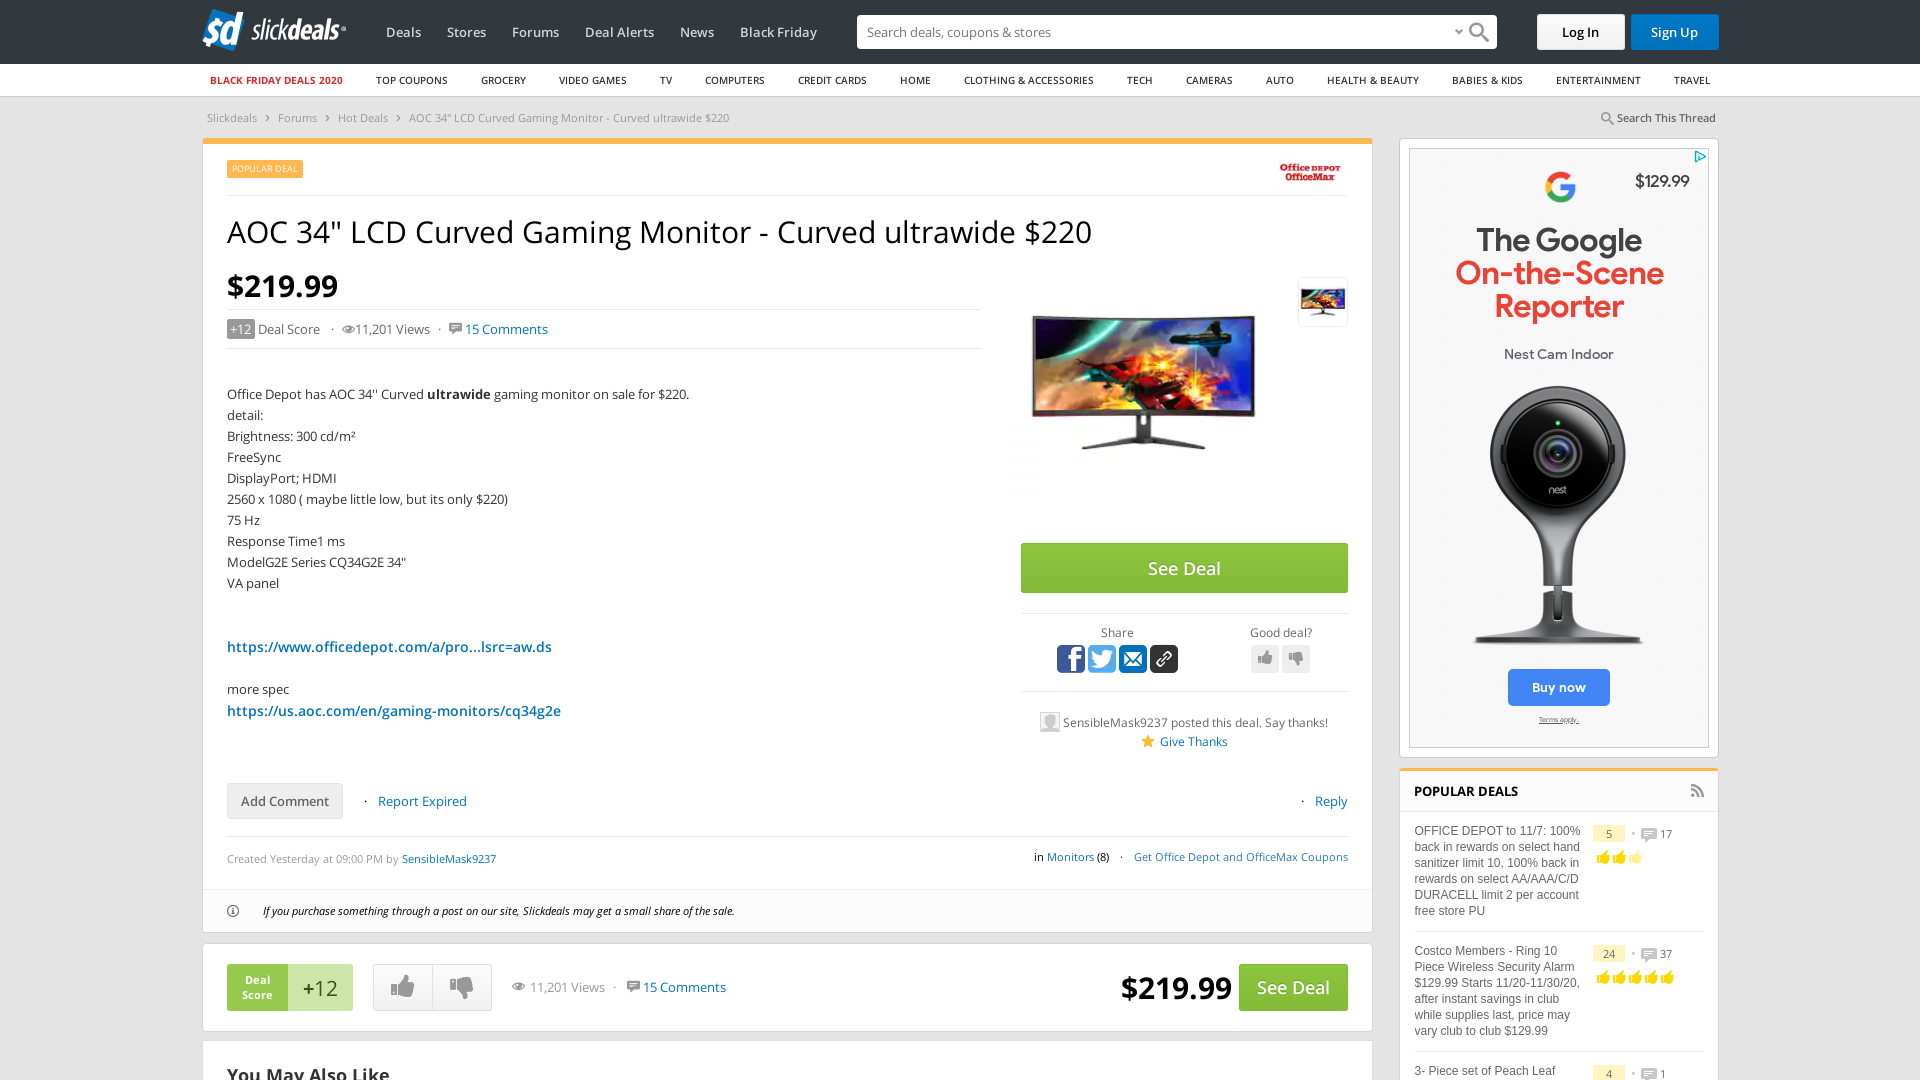 sd slickdeals
Deals
Stores
Forums
Deal Alerts
News
Black Friday
Search deals, coupons & stores
Log In
Sign Up
BLACK FRIDAY DEALS 2020
TOP COUPONS
GROCERY
VIDEO GAMES
TV
COMPUTERS
CREDIT CARDS
HOME
CLOTHING & ACCESSORIES
TECH
CAMERAS
AUTO
HEALTH & BEAUTY
BABIES & KIDS
ENTERTAINMENT
TRAVEL
Slickdeals › Forums › Hot Deals › AOC 34" LCD Curved Gaming Monitor - Curved ultrawide $220
Search This Thread
POPULAR DEAL
Office DEPOT
OfficeMax
AOC 34" LCD Curved Gaming Monitor - Curved ultrawide $220
$219.99
+12 Deal Score · 11,201 Views · 15 Comments
Office Depot has AOC 34'' Curved ultrawide gaming monitor on sale for $220.
detail:
Brightness: 300 cd/m²
FreeSync
DisplayPort; HDMI
2560 x 1080 ( maybe little low, but its only $220)
75 Hz
Response Time1 ms
ModelG2E Series CQ34G2E 34"
VA panel
https://www.officedepot.com/a/pro...lsrc=aw.ds
more spec
https://us.aoc.com/en/gaming-monitors/cq34g2e
See Deal
Share
Good deal?
SensibleMask9237 posted this deal. Say thanks!
Give Thanks
Add Comment · Report Expired
· Reply
Created Yesterday at 09:00 PM by SensibleMask9237
in Monitors (8) · Get Office Depot and OfficeMax Coupons
If you purchase something through a post on our site, Slickdeals may get a small share of the sale.
Deal
Score
+12
11,201 Views · 15 Comments
$219.99
See Deal
You May Also Like
$129.99
The Google
On-the-Scene
Reporter
Nest Cam Indoor
nest
Buy now
Terms apply.
POPULAR DEALS
OFFICE DEPOT to 11/7: 100%
back in rewards on select hand
sanitizer limit 10, 100% back in
rewards on select AA/AAA/C/D
DURACELL limit 2 per account
free store PU
5 • 17
Costco Members - Ring 10
Piece Wireless Security Alarm
$129.99 Starts 11/20-11/30/20,
after instant savings in club
while supplies last, price may
vary club to club $129.99
24 • 37
3- Piece set of Peach Leaf
4 • 1